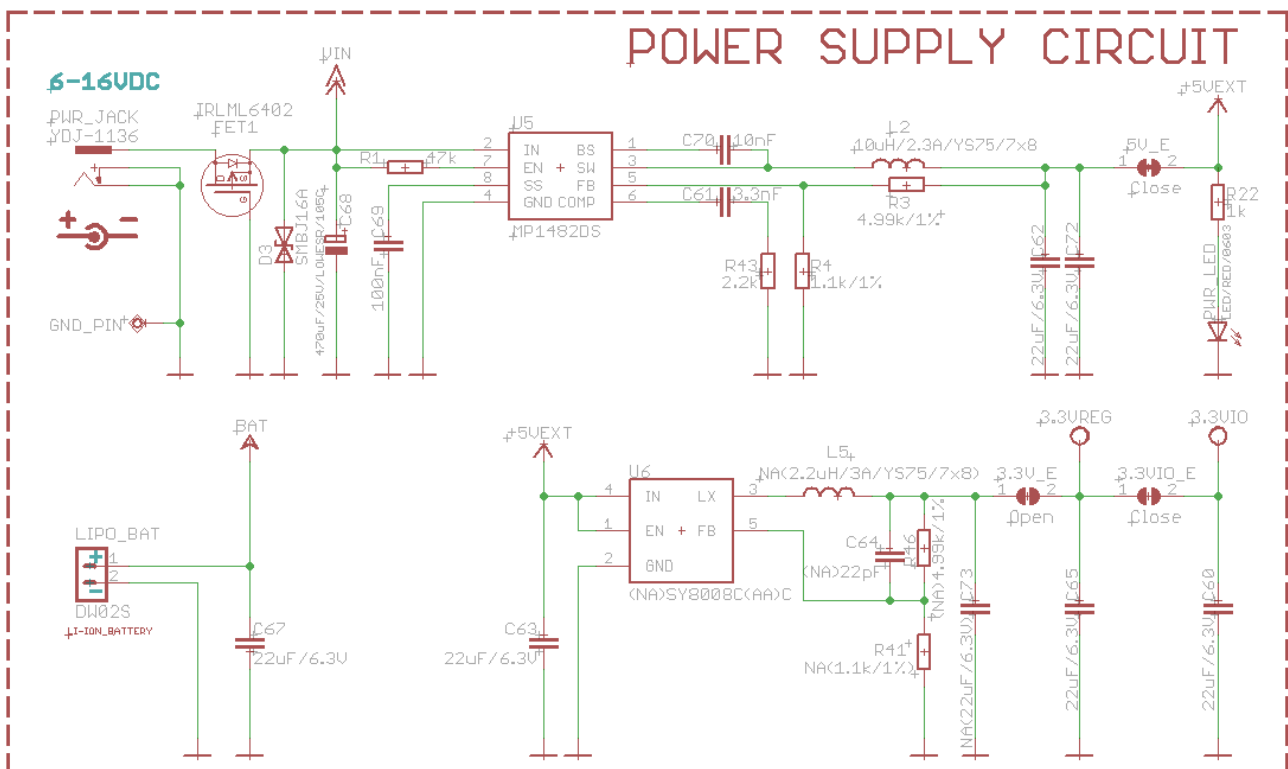 POWER SUPPLY CIRCUIT
6-16VDC
VIN
+5VEXT
PWR_JACK
YDJ-1136
IRLML6402
FET1
U5
C70
10nF
L2
10uH/2.3A/YS75/7x8
5V_E
R1
47k
2
7
8
4
IN
EN
SS
GND
BS
SW
FB
COMP
1
3
5
6
1
2
Close
D
S
G
MP1482DS
C61
3.3nF
R3
4.99k/1%
R22
1k
D3
SMBJ16A
C68
470uF/25V/LOWESR/105C
C69
100nF
R43
2.2k
R4
1.1k/1%
C62
22uF/6.3V
C72
22uF/6.3V
PWR_LED
LED/RED/0603
GND_PIN
BAT
+5VEXT
3.3VREG
3.3VIO
U6
L5
NA(2.2uH/3A/YS75/7x8)
3.3V_E
3.3VIO_E
4
1
2
IN
EN
GND
LX
FB
3
5
1
2
Open
1
2
Close
(NA)SY8008C(AA)C
LIPO_BAT
1
2
DW02S
I-ION_BATTERY
C67
22uF/6.3V
C63
22uF/6.3V
C64
(NA)22pF
R46
(NA)4.99k/1%
R41
NA(1.1k/1%)
C73
NA(22uF/6.3V)
C65
22uF/6.3V
C60
22uF/6.3V